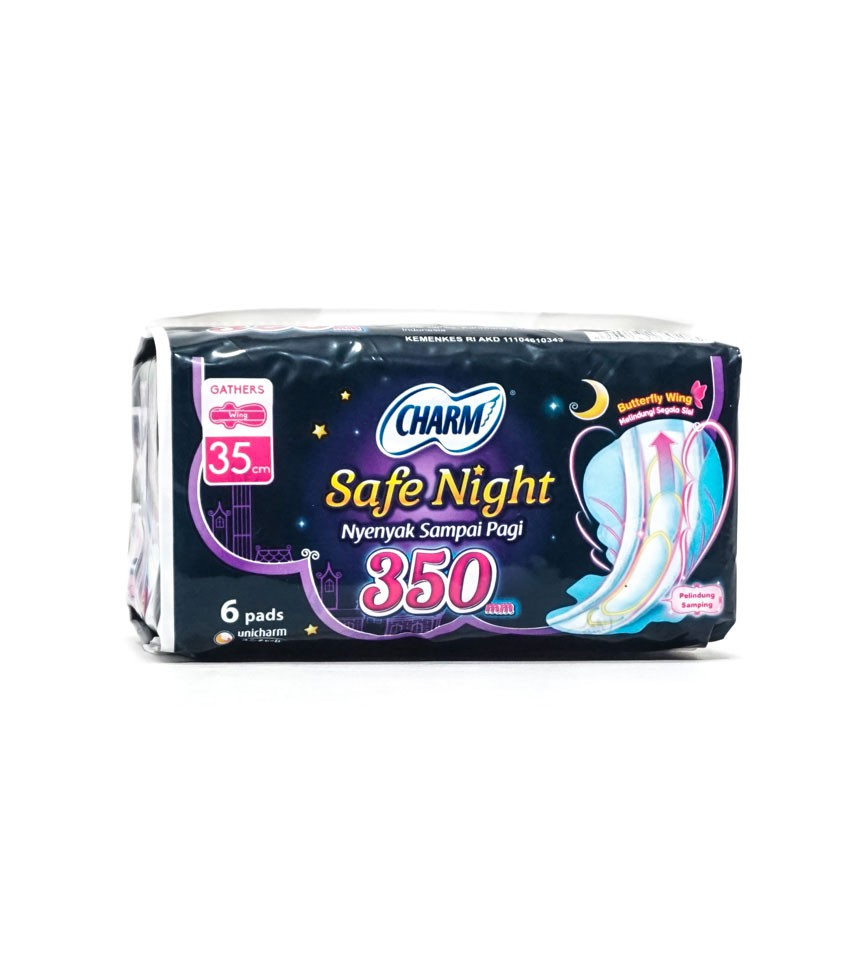 Indonesia
KEMENKES RI AKD 11104610343
GATHERS
Wing
35cm
CHARM
®
Safe Night
Nyenyak Sampai Pagi
350mm
Butterfly Wing
Melindungi Segala Sisi
Pelindung
Samping
6 pads
unicharm